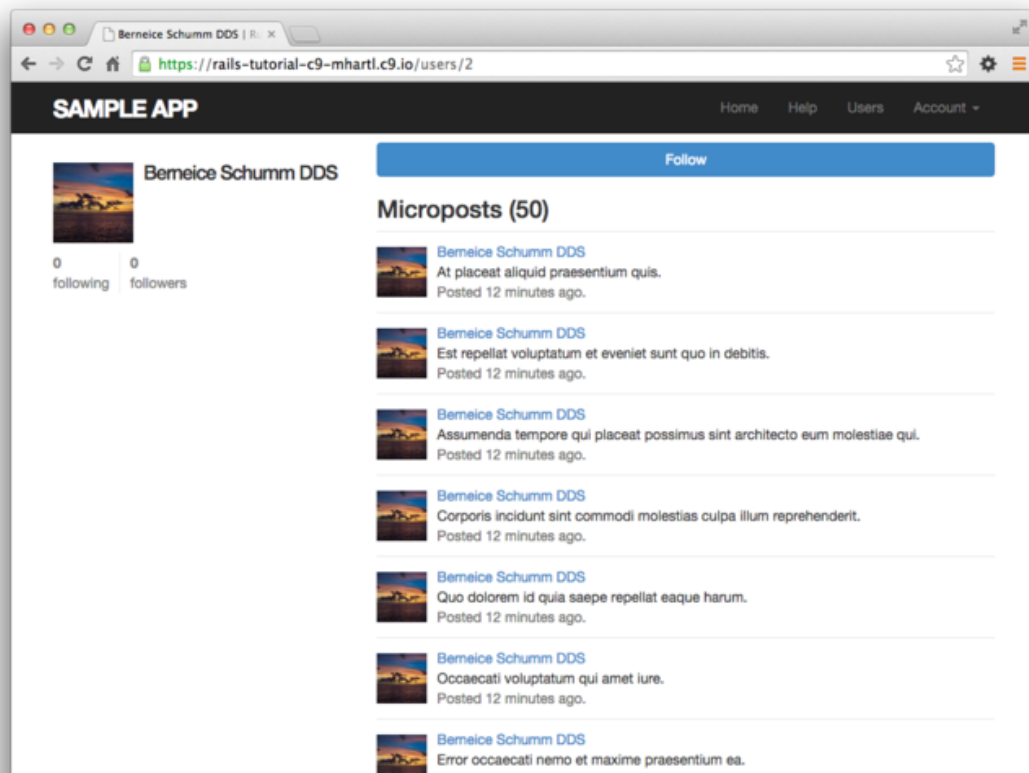 Berneice Schumm DDS | R
https://rails-tutorial-c9-mhartl.c9.io/users/2
SAMPLE APP
Home Help Users Account
Berneice Schumm DDS
0 following
0 followers
Follow
Microposts (50)
Berneice Schumm DDS
At placeat aliquid praesentium quis.
Posted 12 minutes ago.
Berneice Schumm DDS
Est repellat voluptatum et eveniet sunt quo in debitis.
Posted 12 minutes ago.
Berneice Schumm DDS
Assumenda tempore qui placeat possimus sint architecto eum molestiae qui.
Posted 12 minutes ago.
Berneice Schumm DDS
Corporis incidunt sint commodi molestias culpa illum reprehenderit.
Posted 12 minutes ago.
Berneice Schumm DDS
Quo dolorem id quia saepe repellat eaque harum.
Posted 12 minutes ago.
Berneice Schumm DDS
Occaecati voluptatum qui amet iure.
Posted 12 minutes ago.
Berneice Schumm DDS
Error occaecati nemo et maxime praesentium ea.